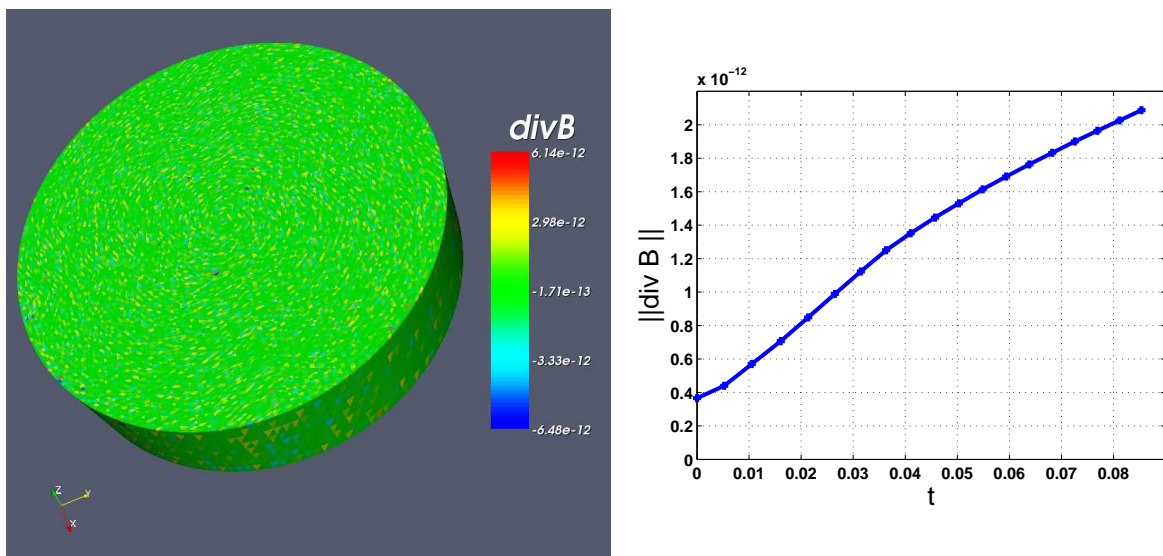 divB
6.14e-12
2.98e-12
-1.71e-13
-3.33e-12
-6.48e-12
Z
Y
X
x 10⁻¹²
2
1.8
1.6
1.4
1.2
1
0.8
0.6
0.4
0.2
0
||div B ||
0 0.01 0.02 0.03 0.04 0.05 0.06 0.07 0.08
t